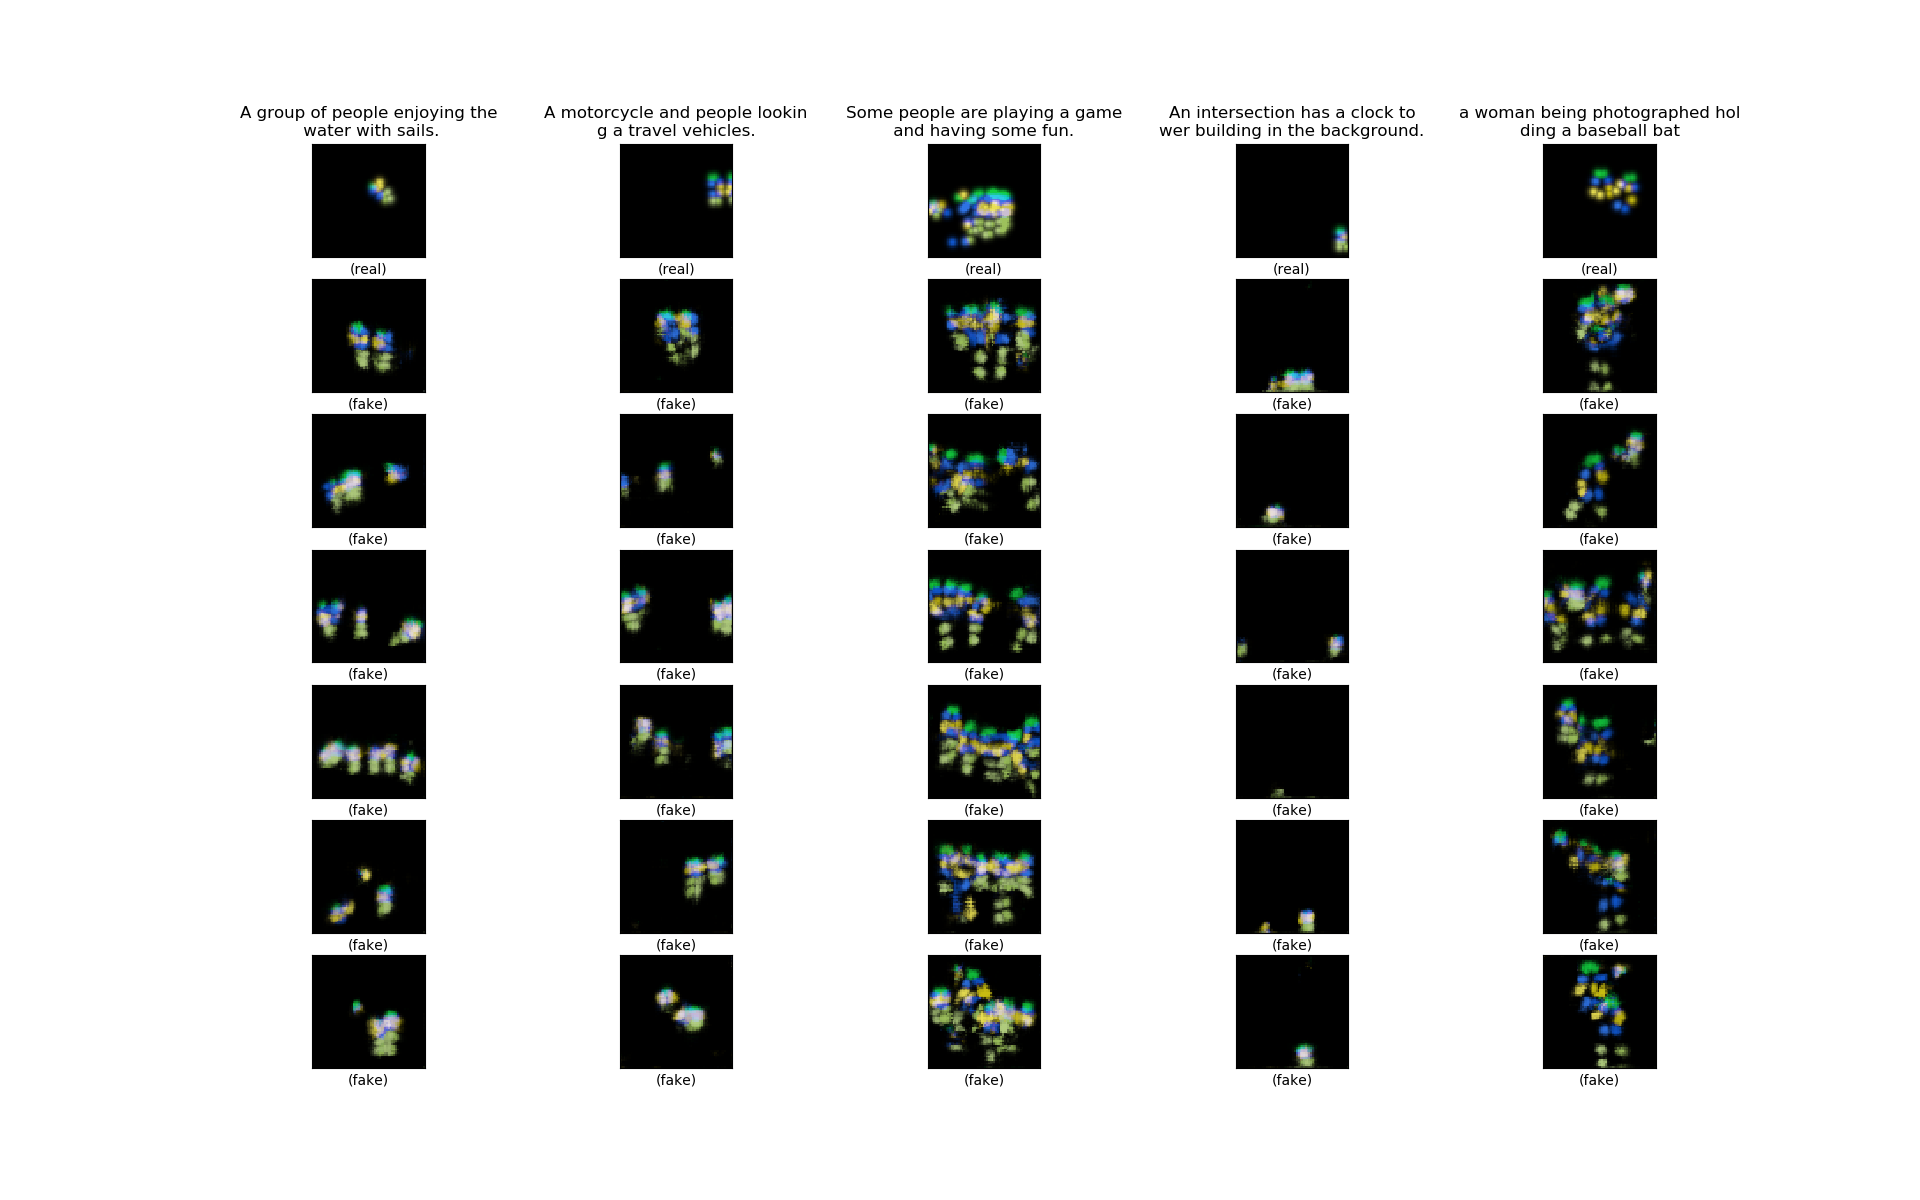 A group of people enjoying the
water with sails.
A motorcycle and people lookin
g a travel vehicles.
Some people are playing a game
and having some fun.
An intersection has a clock to
wer building in the background.
a woman being photographed hol
ding a baseball bat
(real) (real) (real) (real) (real)
(fake) (fake) (fake) (fake) (fake)
(fake) (fake) (fake) (fake) (fake)
(fake) (fake) (fake) (fake) (fake)
(fake) (fake) (fake) (fake) (fake)
(fake) (fake) (fake) (fake) (fake)
(fake) (fake) (fake) (fake) (fake)